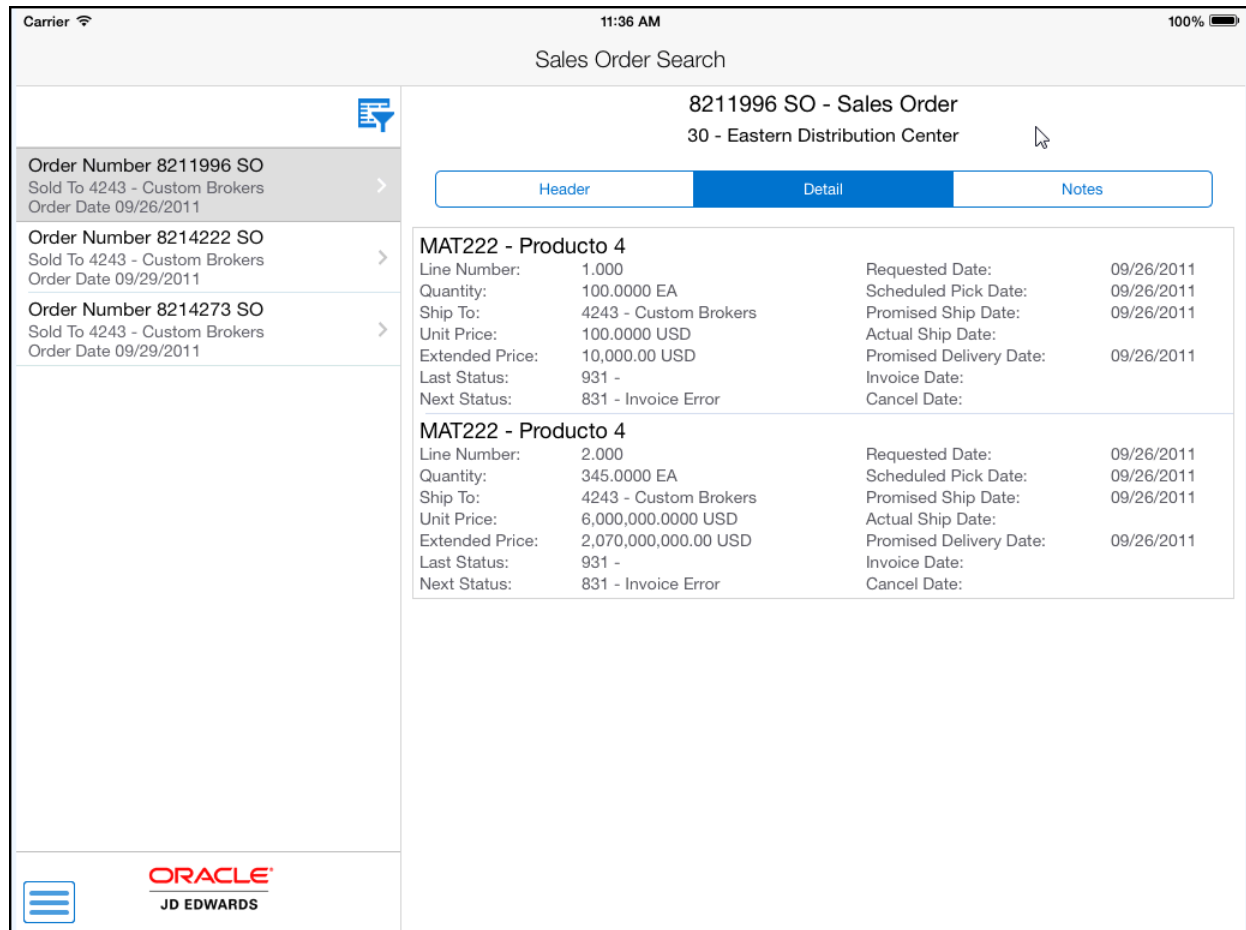 Carrier 11:36 AM 100%
Sales Order Search
Order Number 8211996 SO
Sold To 4243 - Custom Brokers
Order Date 09/26/2011
Order Number 8214222 SO
Sold To 4243 - Custom Brokers
Order Date 09/29/2011
Order Number 8214273 SO
Sold To 4243 - Custom Brokers
Order Date 09/29/2011
ORACLE
JD EDWARDS
8211996 SO - Sales Order
30 - Eastern Distribution Center
Header Detail Notes
MAT222 - Producto 4
Line Number: 1.000 Requested Date: 09/26/2011
Quantity: 100.0000 EA Scheduled Pick Date: 09/26/2011
Ship To: 4243 - Custom Brokers Promised Ship Date: 09/26/2011
Unit Price: 100.0000 USD Actual Ship Date:
Extended Price: 10,000.00 USD Promised Delivery Date: 09/26/2011
Last Status: 931 - Invoice Date:
Next Status: 831 - Invoice Error Cancel Date:
MAT222 - Producto 4
Line Number: 2.000 Requested Date: 09/26/2011
Quantity: 345.0000 EA Scheduled Pick Date: 09/26/2011
Ship To: 4243 - Custom Brokers Promised Ship Date: 09/26/2011
Unit Price: 6,000,000.0000 USD Actual Ship Date:
Extended Price: 2,070,000,000.00 USD Promised Delivery Date: 09/26/2011
Last Status: 931 - Invoice Date:
Next Status: 831 - Invoice Error Cancel Date: